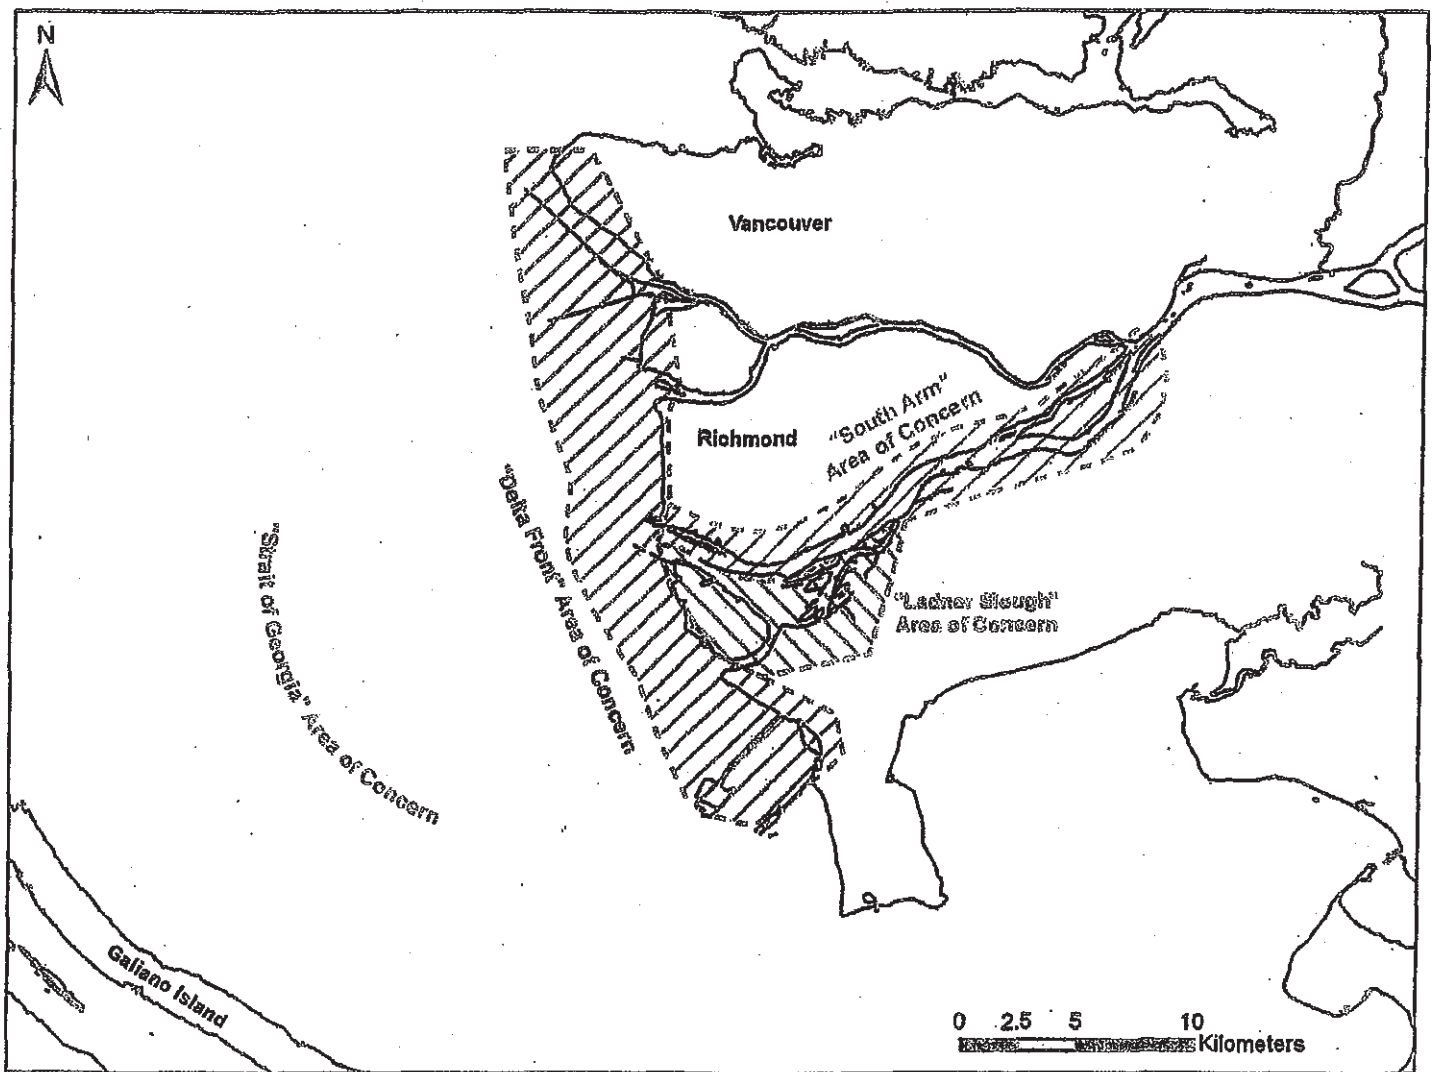 N
Vancouver
"South Arm"
Area of Concern
Richmond
"Delta Front" Area of Concern
"Strait of Georgia" Area of Concern
"Ladner Slough"
Area of Concern
Galiano Island
0 2.5 5 10
Kilometers